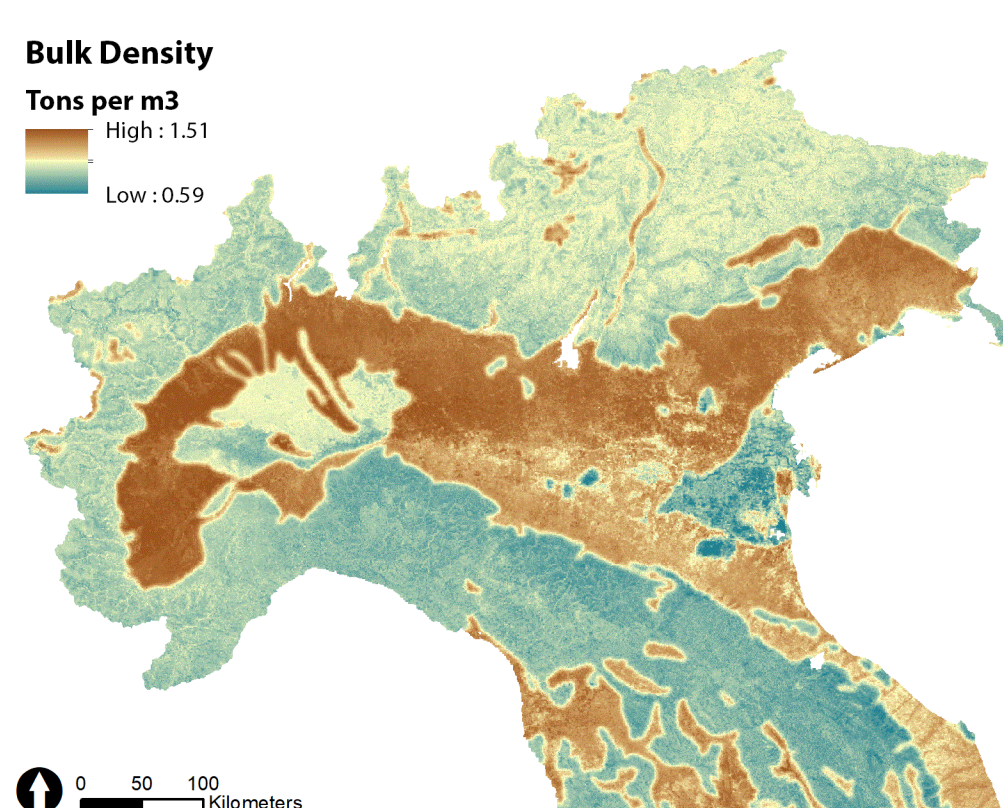 Bulk Density
Tons per m3
High : 1.51
Low : 0.59
0 50 100
Kilometers